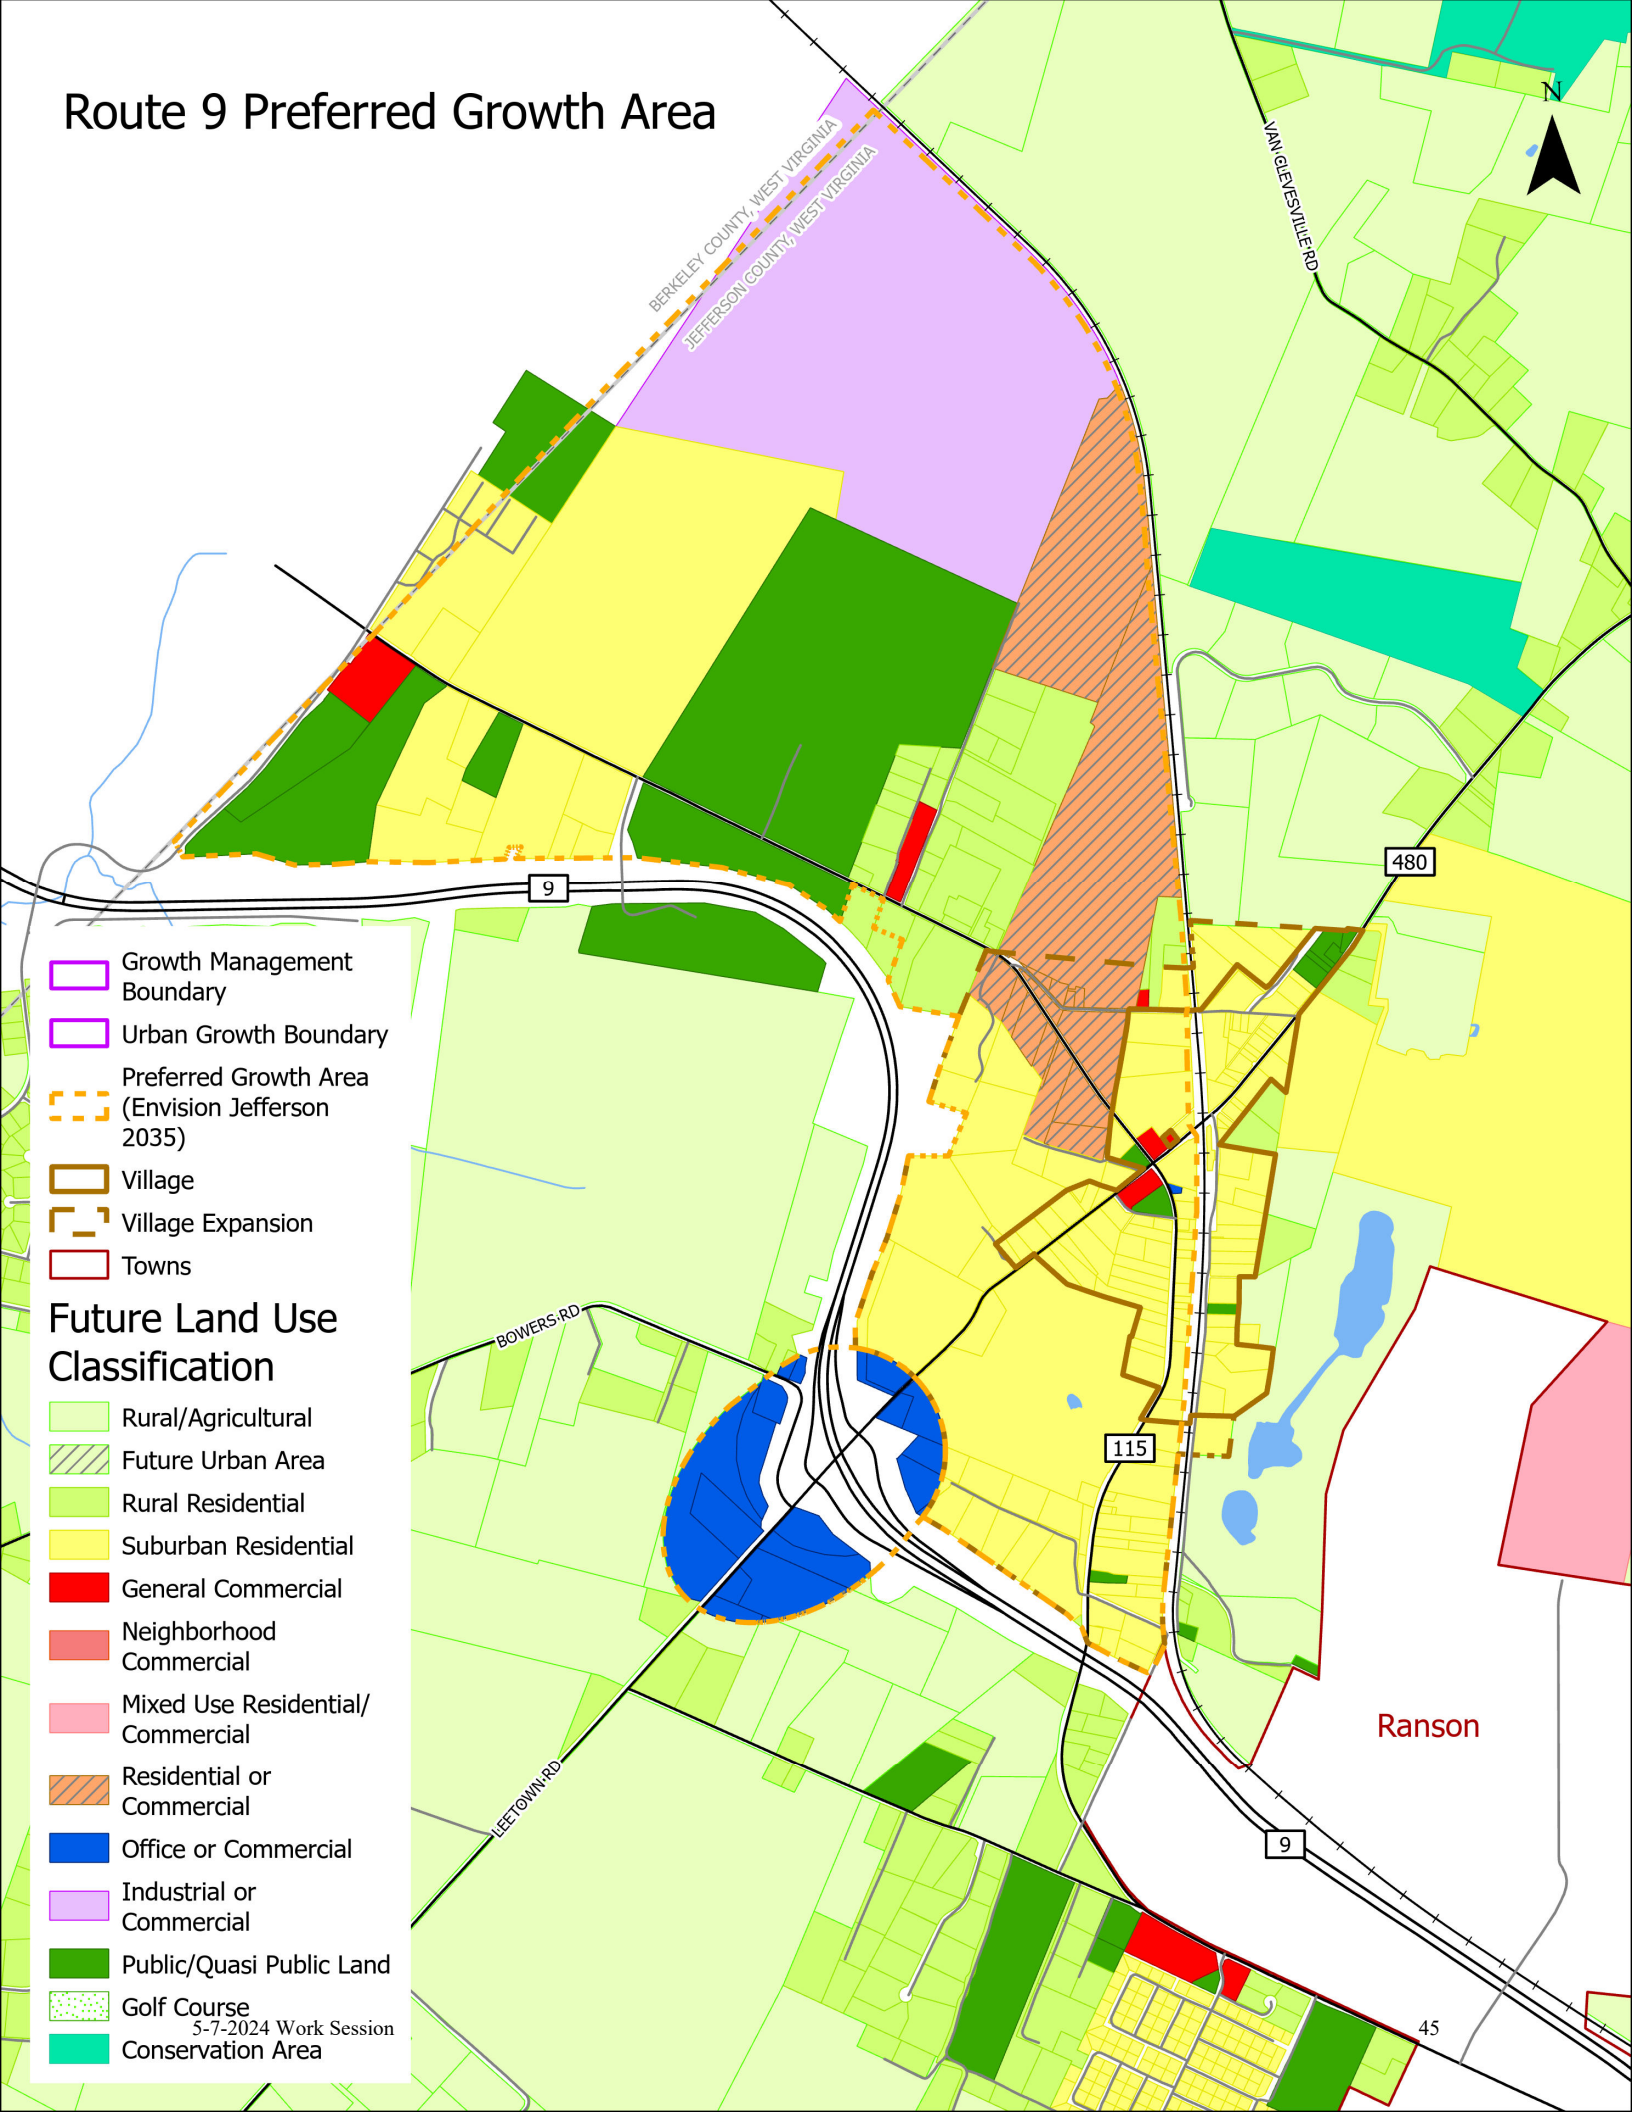 Route 9 Preferred Growth Area
N
VAN CLEVESVILLE RD
BERKELEY COUNTY, WEST VIRGINIA
JEFFERSON COUNTY, WEST VIRGINIA
480
9
Growth Management
Boundary
Urban Growth Boundary
Preferred Growth Area
(Envision Jefferson
2035)
Village
Village Expansion
Towns
Future Land Use
Classification
Rural/Agricultural
Future Urban Area
Rural Residential
Suburban Residential
General Commercial
Neighborhood
Commercial
Mixed Use Residential/
Commercial
Residential or
Commercial
Office or Commercial
Industrial or
Commercial
Public/Quasi Public Land
Golf Course
Conservation Area
BOWERS RD
115
Ranson
LEETOWN RD
9
5-7-2024 Work Session
45